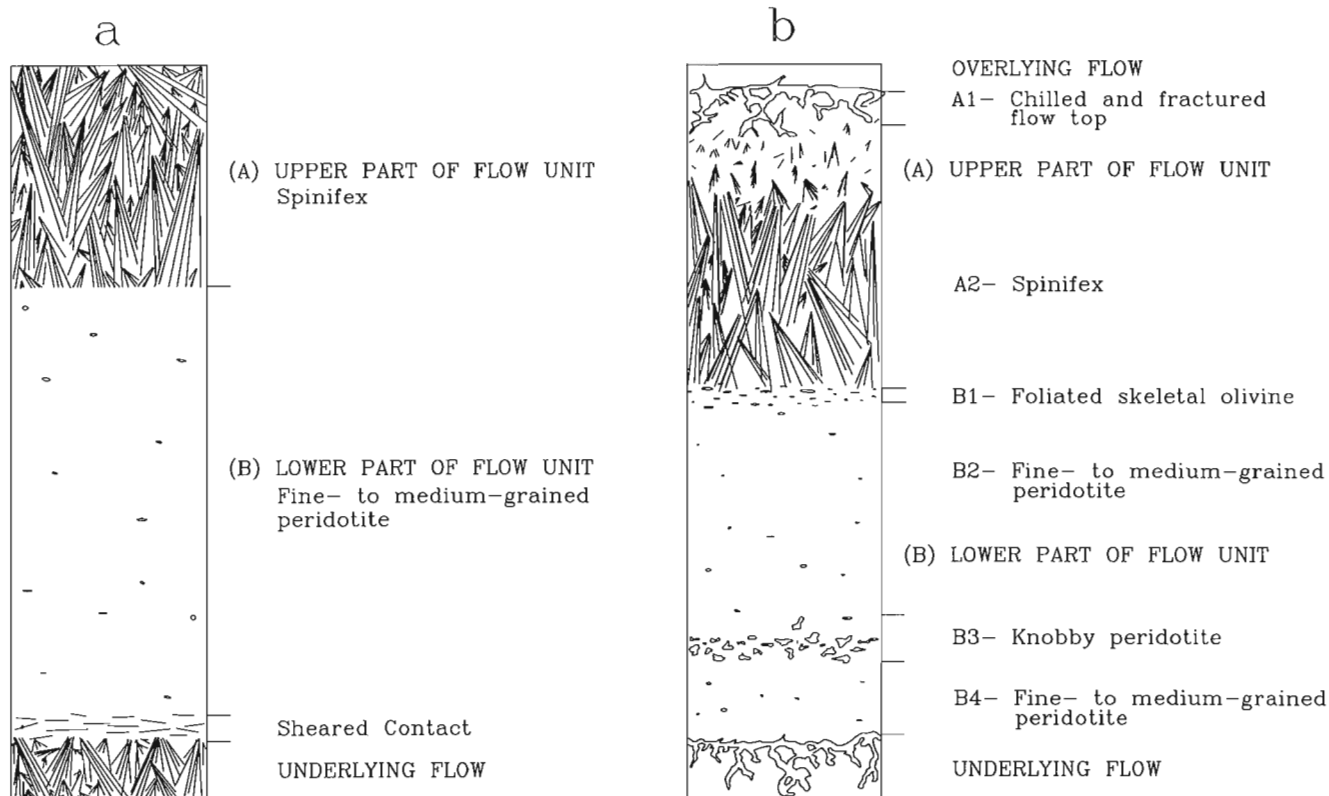 a
(A) UPPER PART OF FLOW UNIT
Spinifex
(B) LOWER PART OF FLOW UNIT
Fine- to medium-grained
peridotite
Sheared Contact
UNDERLYING FLOW
b
OVERLYING FLOW
A1- Chilled and fractured
flow top
(A) UPPER PART OF FLOW UNIT
A2- Spinifex
B1- Foliated skeletal olivine
B2- Fine- to medium-grained
peridotite
(B) LOWER PART OF FLOW UNIT
B3- Knobby peridotite
B4- Fine- to medium-grained
peridotite
UNDERLYING FLOW